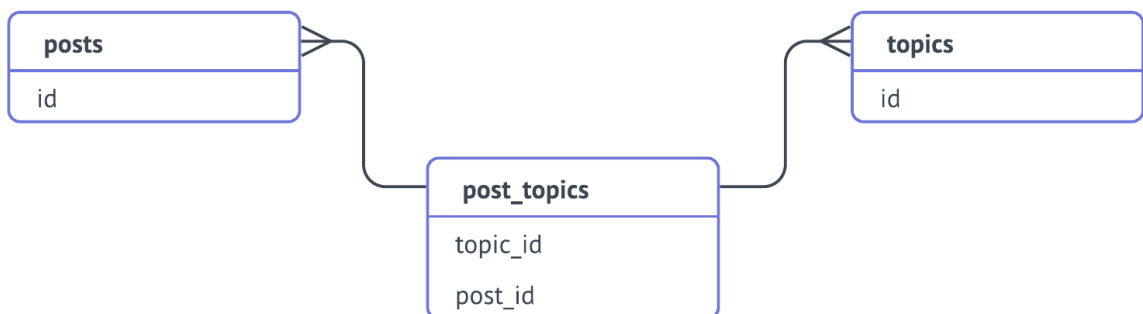 posts
id
topics
id
post_topics
topic_id
post_id